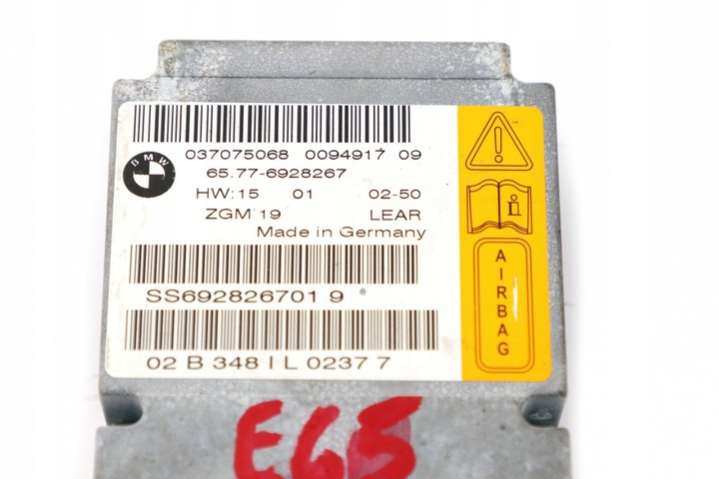 BMW
037075068 0094917 09
65.77-6928267
HW:15 01 02-50
ZGM 19 LEAR
Made in Germany
SS692826701 9
02 B 348 I L 0237 7
AIRBAG
E65